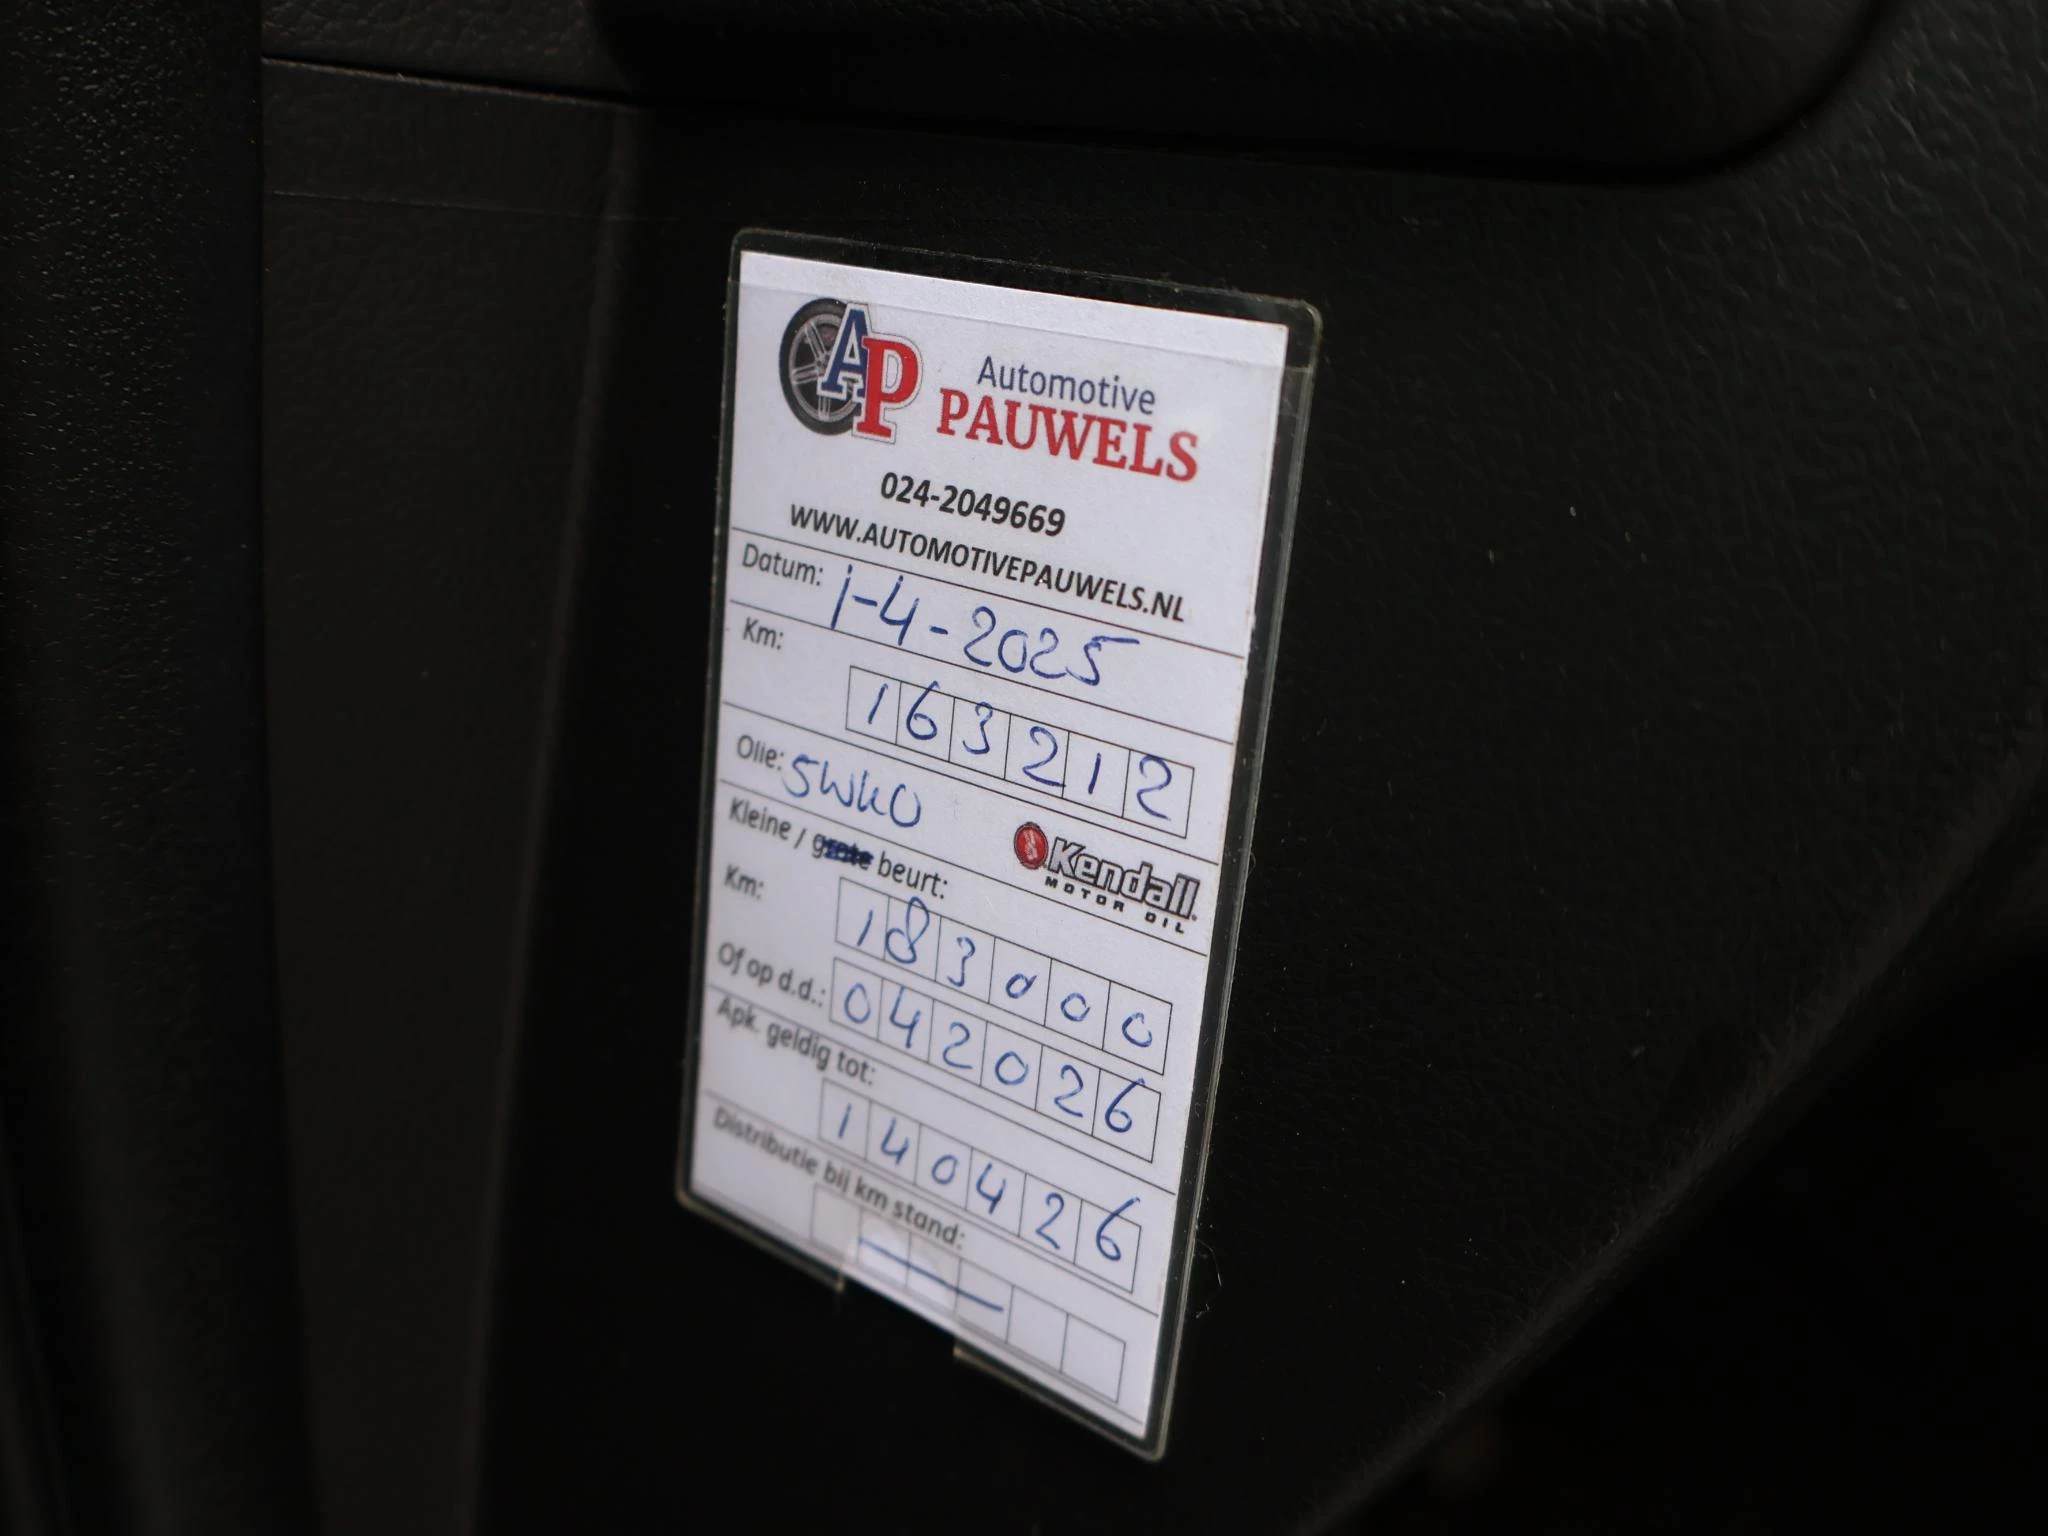 AP
Automotive
PAUWELS
024-2049669
WWW.AUTOMOTIVEPAUWELS.NL
Datum: 1-4-2025
Km:
163212
Olie: 5W40
Kendall
MOTOR OIL
Kleine / grote beurt:
Km: 183000
Of op d.d.: 042026
Apk. geldig tot:
140426
Distributie bij km stand: